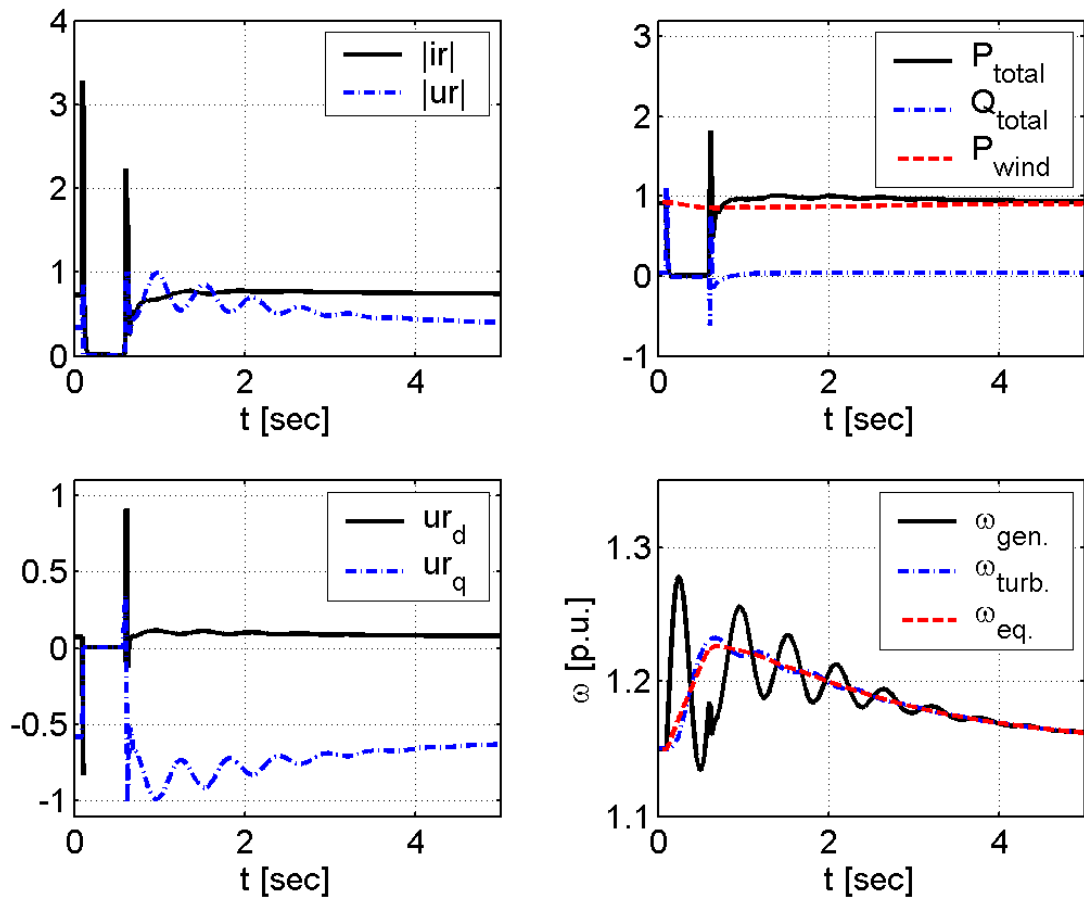 4
3
2
1
0
0
2
4
t [sec]
|ir|
|ur|
3
2
1
0
-1
0
2
4
t [sec]
P_total
Q_total
P_wind
1
0.5
0
-0.5
-1
0
2
4
t [sec]
ur_d
ur_q
1.3
1.2
1.1
ω [p.u.]
0
2
4
t [sec]
ω_gen.
ω_turb.
ω_eq.